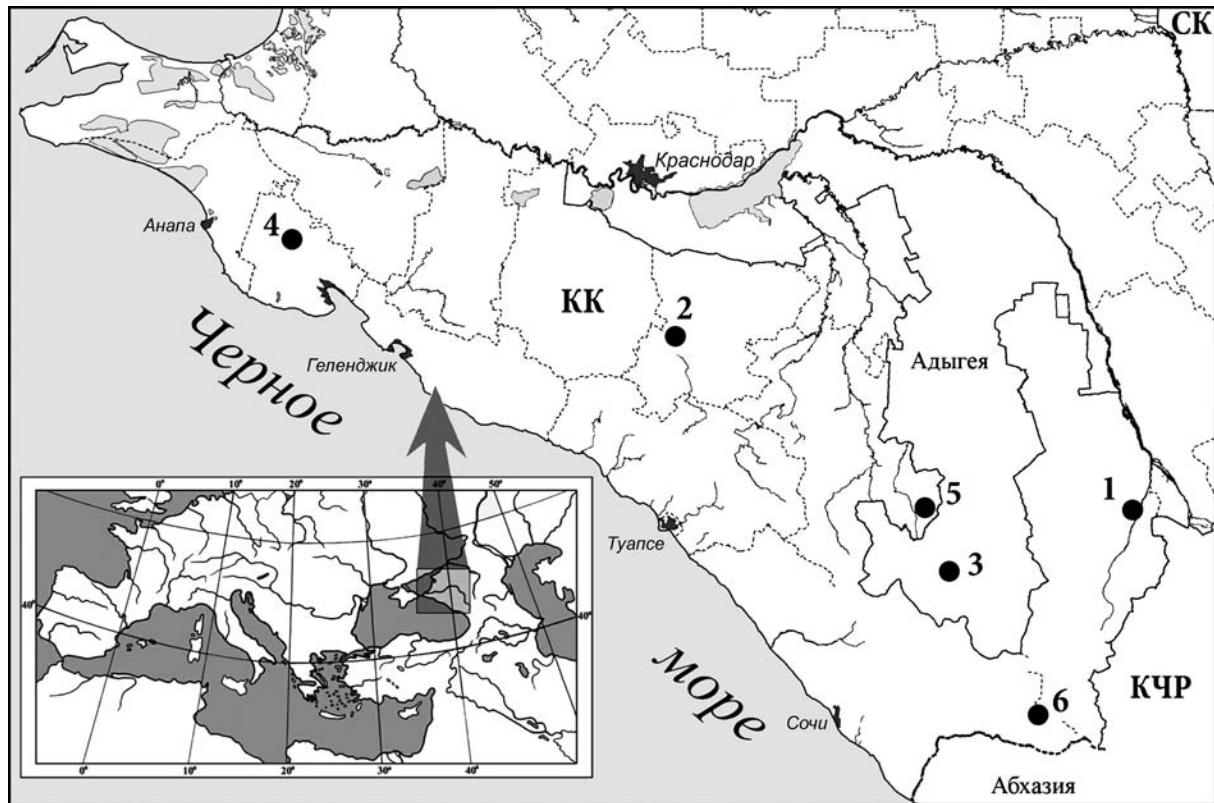 СК
Краснодар
Анапа
4
КК
2
Черное
Геленджик
Адыгея
5
1
Туапсе
3
море
КЧР
6
Сочи
Абхазия
0°
10°
20°
30°
40°
50°
40°
40°
0°
10°
20°
30°
40°